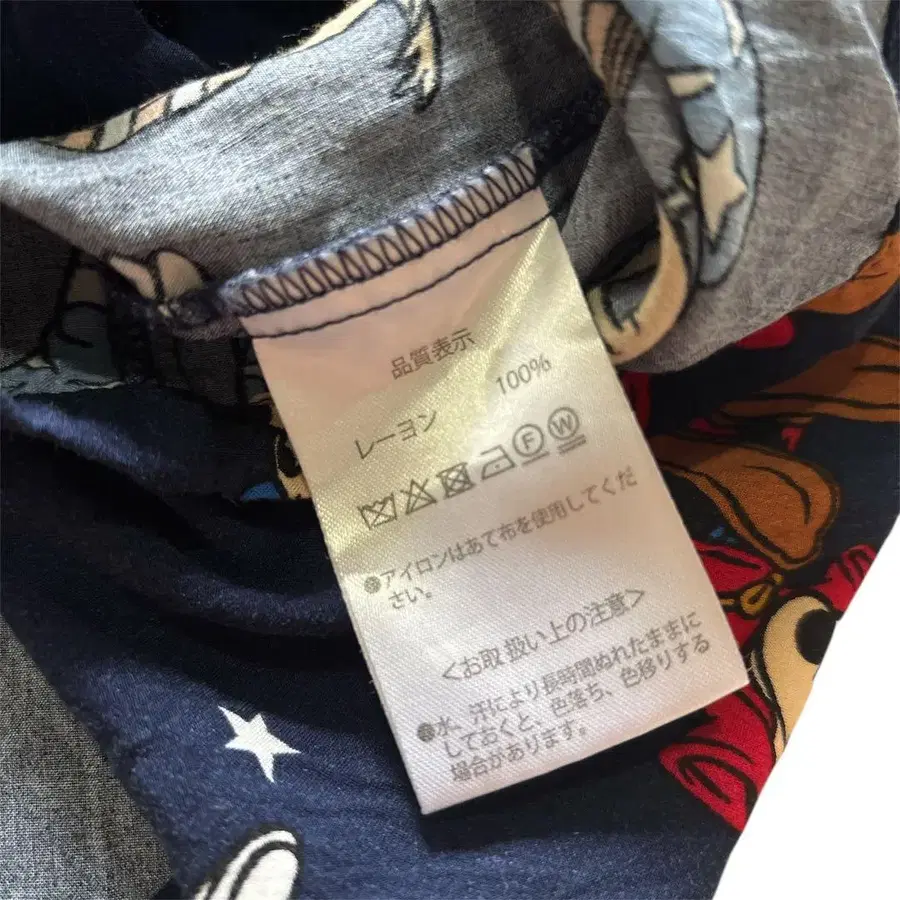 品質表示
レーヨン 100%
F W
●アイロンはあて布を使用してくだ
さい。
<お取扱い上の注意>
●水、汗により長時間ぬれたままに
しておくと、色落ち、色移りする
場合があります。